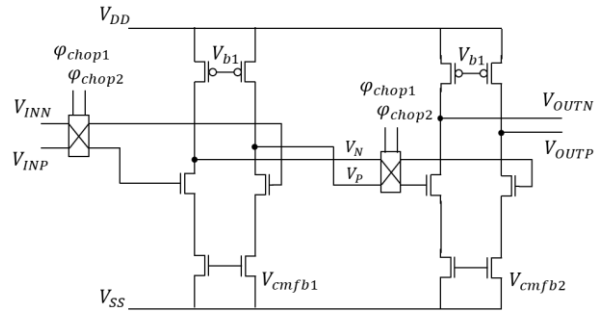 V_DD
φ_chop1
φ_chop2
V_b1
V_b1
φ_chop1
φ_chop2
V_INN
V_INP
V_OUTN
V_OUTP
V_N
V_P
V_cmfb1
V_cmfb2
V_SS